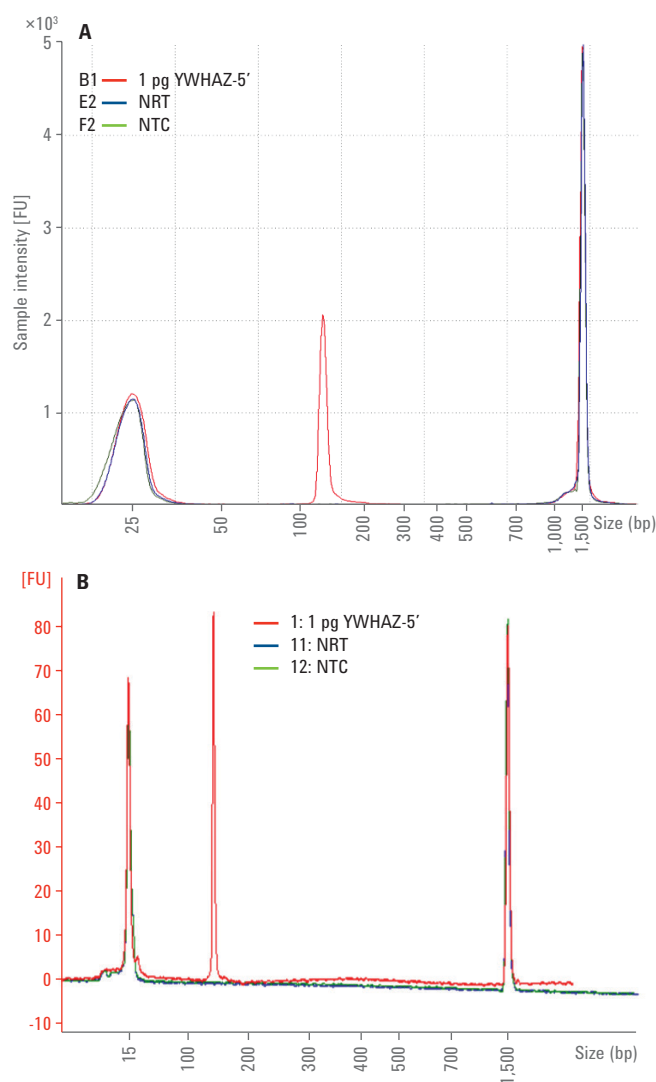 ×10³
A
5
B1 1 pg YWHAZ-5′
E2 NRT
F2 NTC
4
3
2
1
Sample intensity [FU]
25 50 100 200 300 400 500 700 1,000 1,500 Size (bp)
[FU]
B
80
1: 1 pg YWHAZ-5′
11: NRT
12: NTC
70
60
50
40
30
20
10
0
-10
15 100 200 300 400 500 700 1,500 Size (bp)